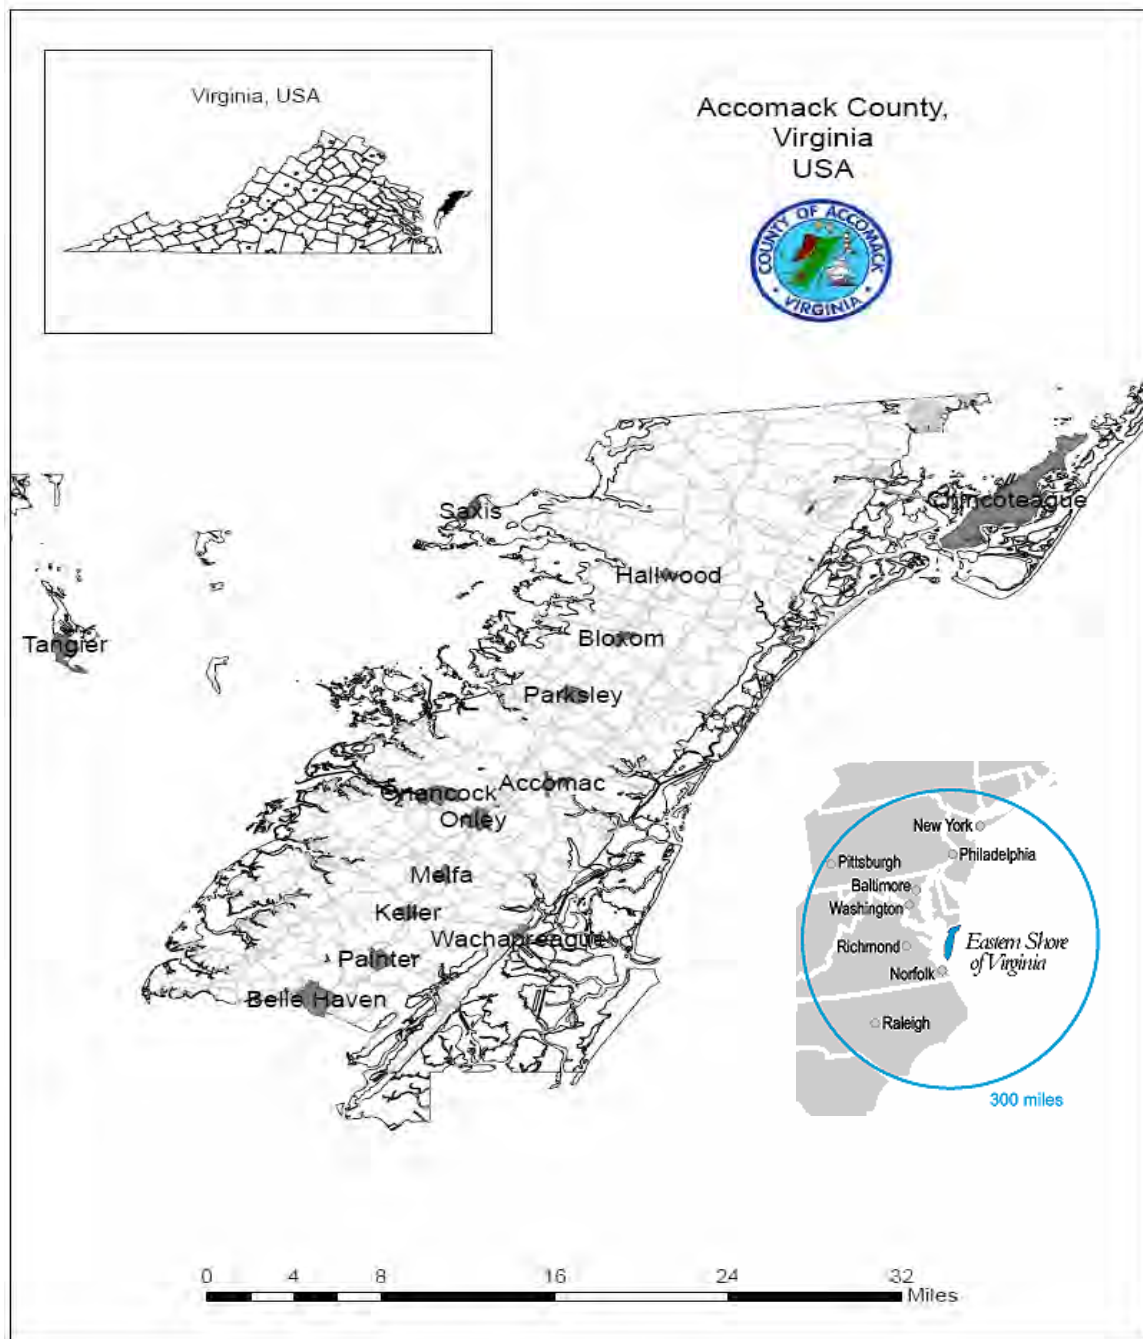 Virginia, USA
Accomack County,
Virginia
USA
COUNTY OF ACCOMACK
VIRGINIA
Chincoteague
Saxis
Hallwood
Tangier
Bloxom
Parksley
Accomac
Onancock
Onley
Melfa
Keller
Wachapreague
Painter
Belle Haven
New York
Philadelphia
Pittsburgh
Baltimore
Washington
Richmond
Eastern Shore
of Virginia
Norfolk
Raleigh
300 miles
0 4 8 16 24 32
Miles